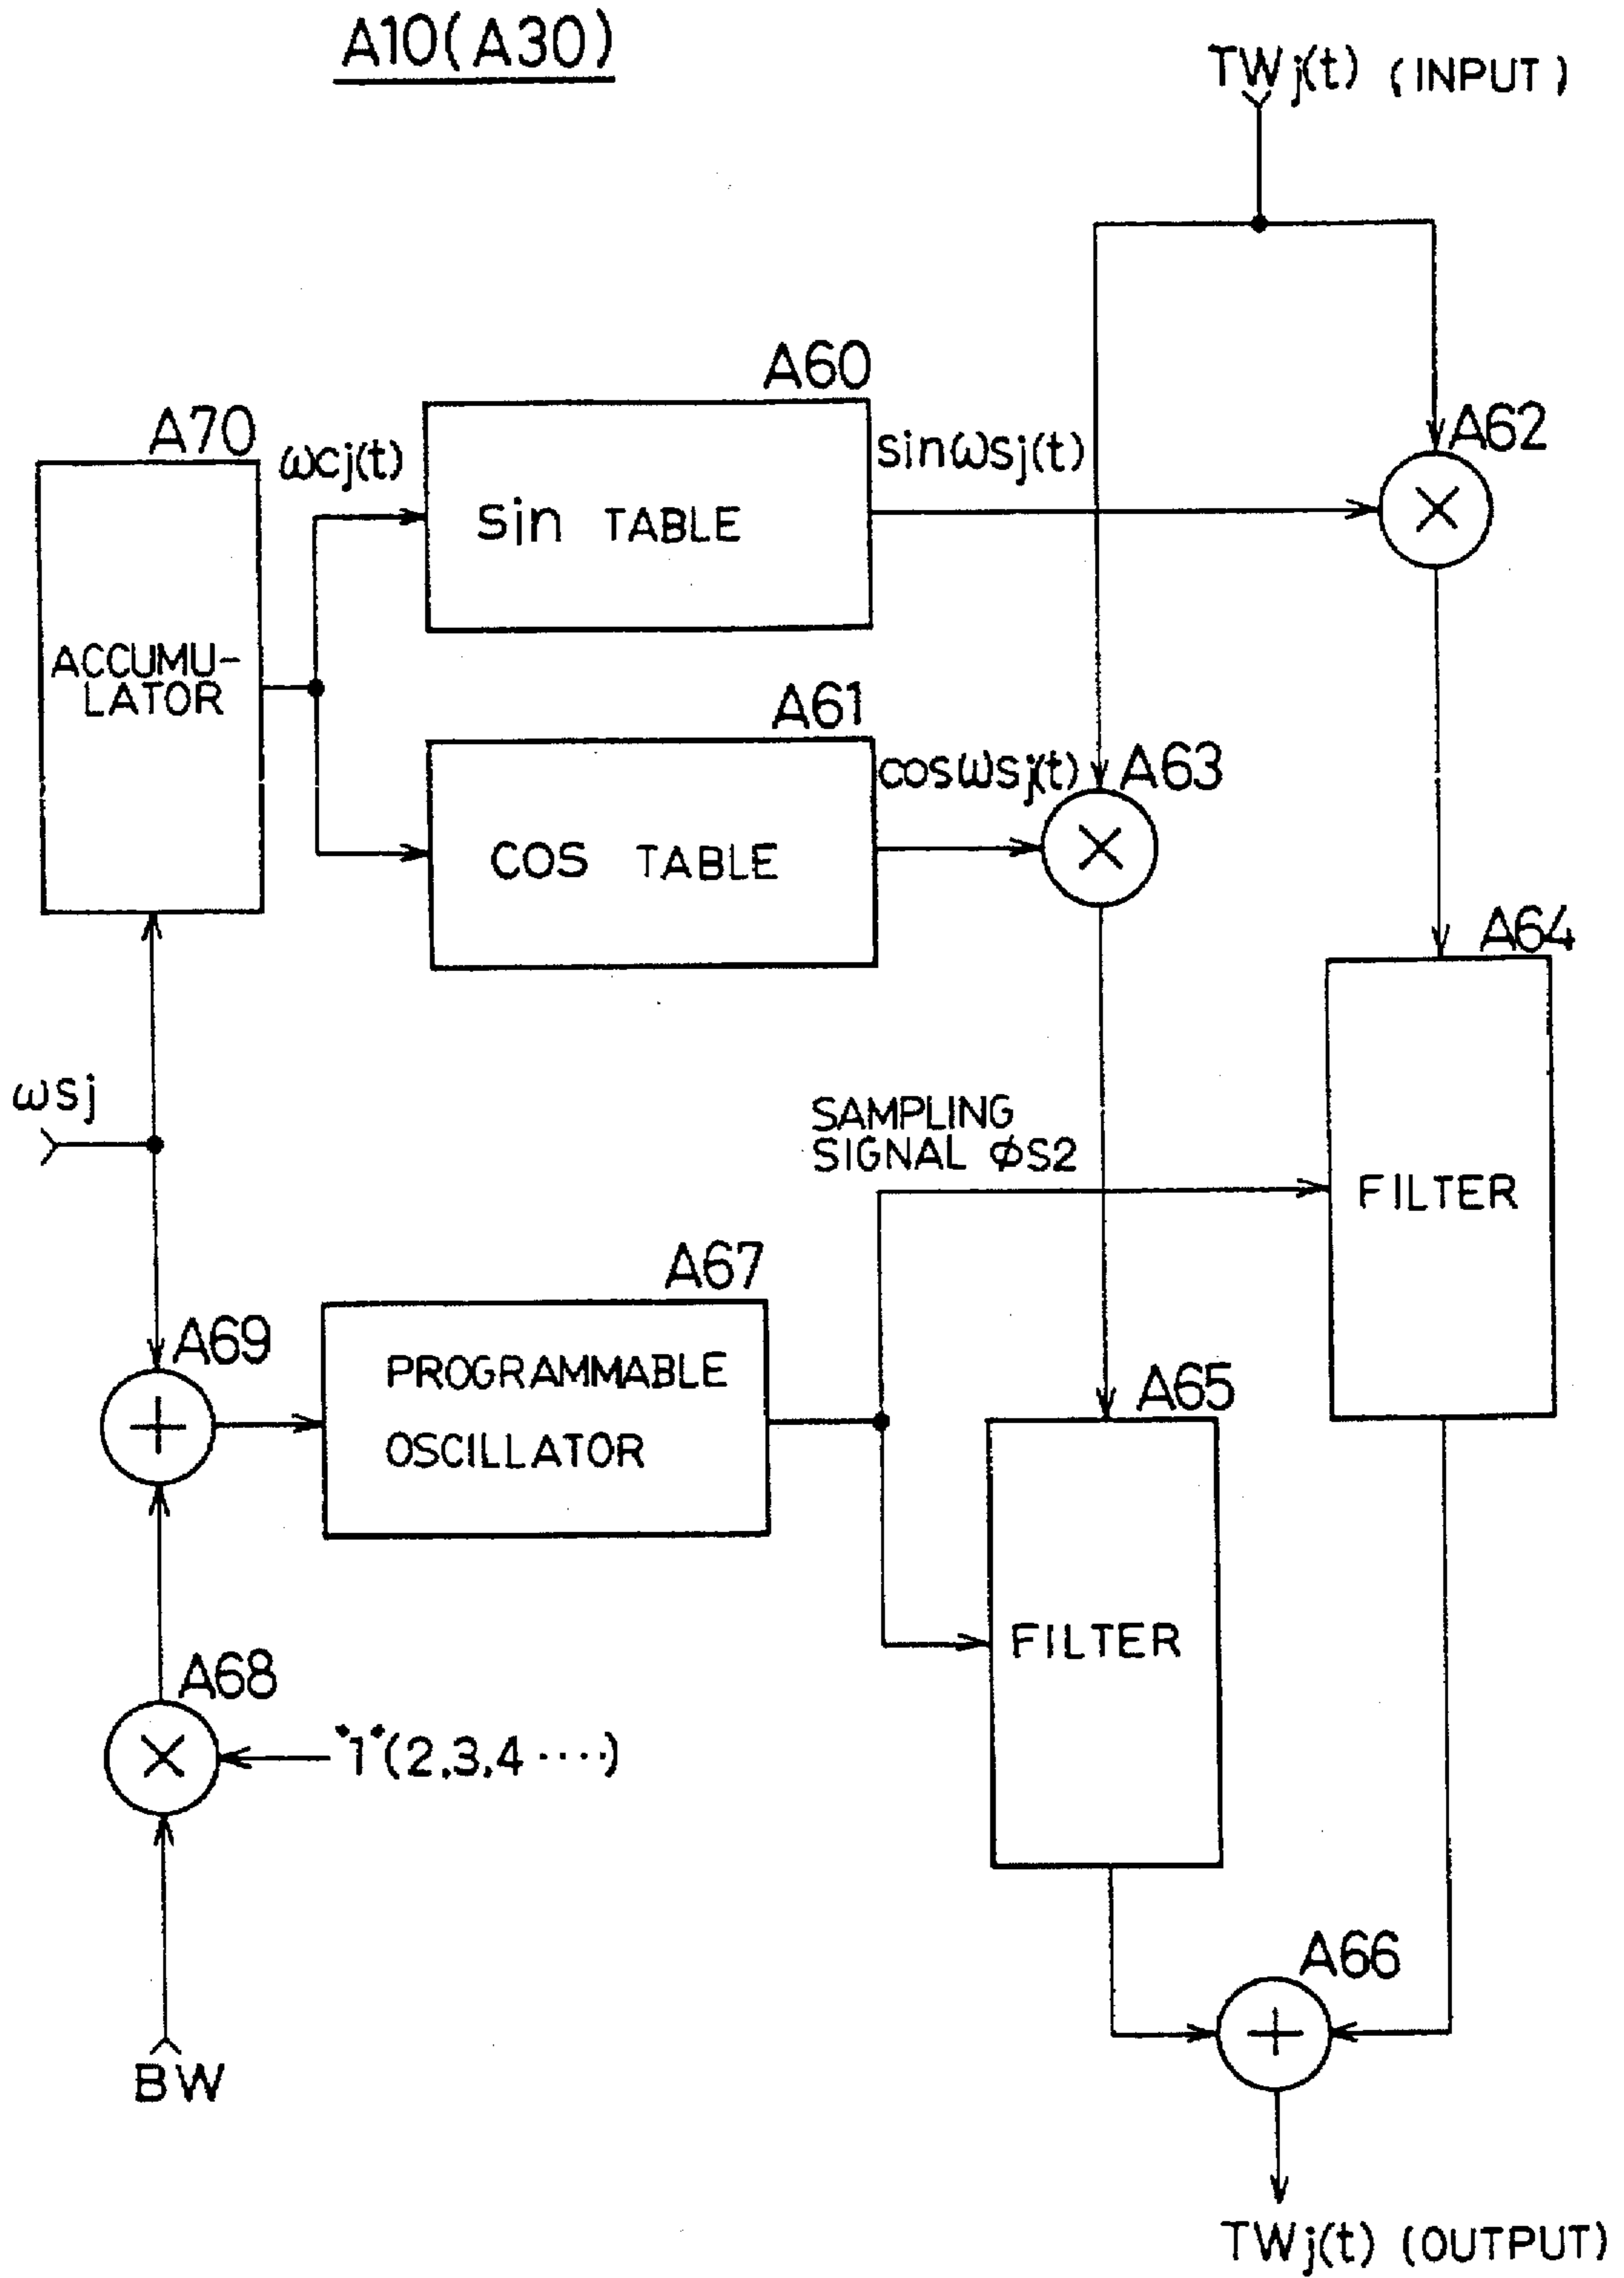 A10(A30)
TWj(t) (INPUT)
A60
A70
ωcj(t)
sinωsj(t)
A62
sin TABLE
ACCUMU-
LATOR
A61
cosωsj(t)
A63
COS TABLE
A64
ωsj
SAMPLING
SIGNAL ϕS2
FILTER
A67
A69
PROGRAMMABLE
OSCILLATOR
A65
FILTER
A68
"1"(2,3,4····)
A66
BW
TWj(t) (OUTPUT)